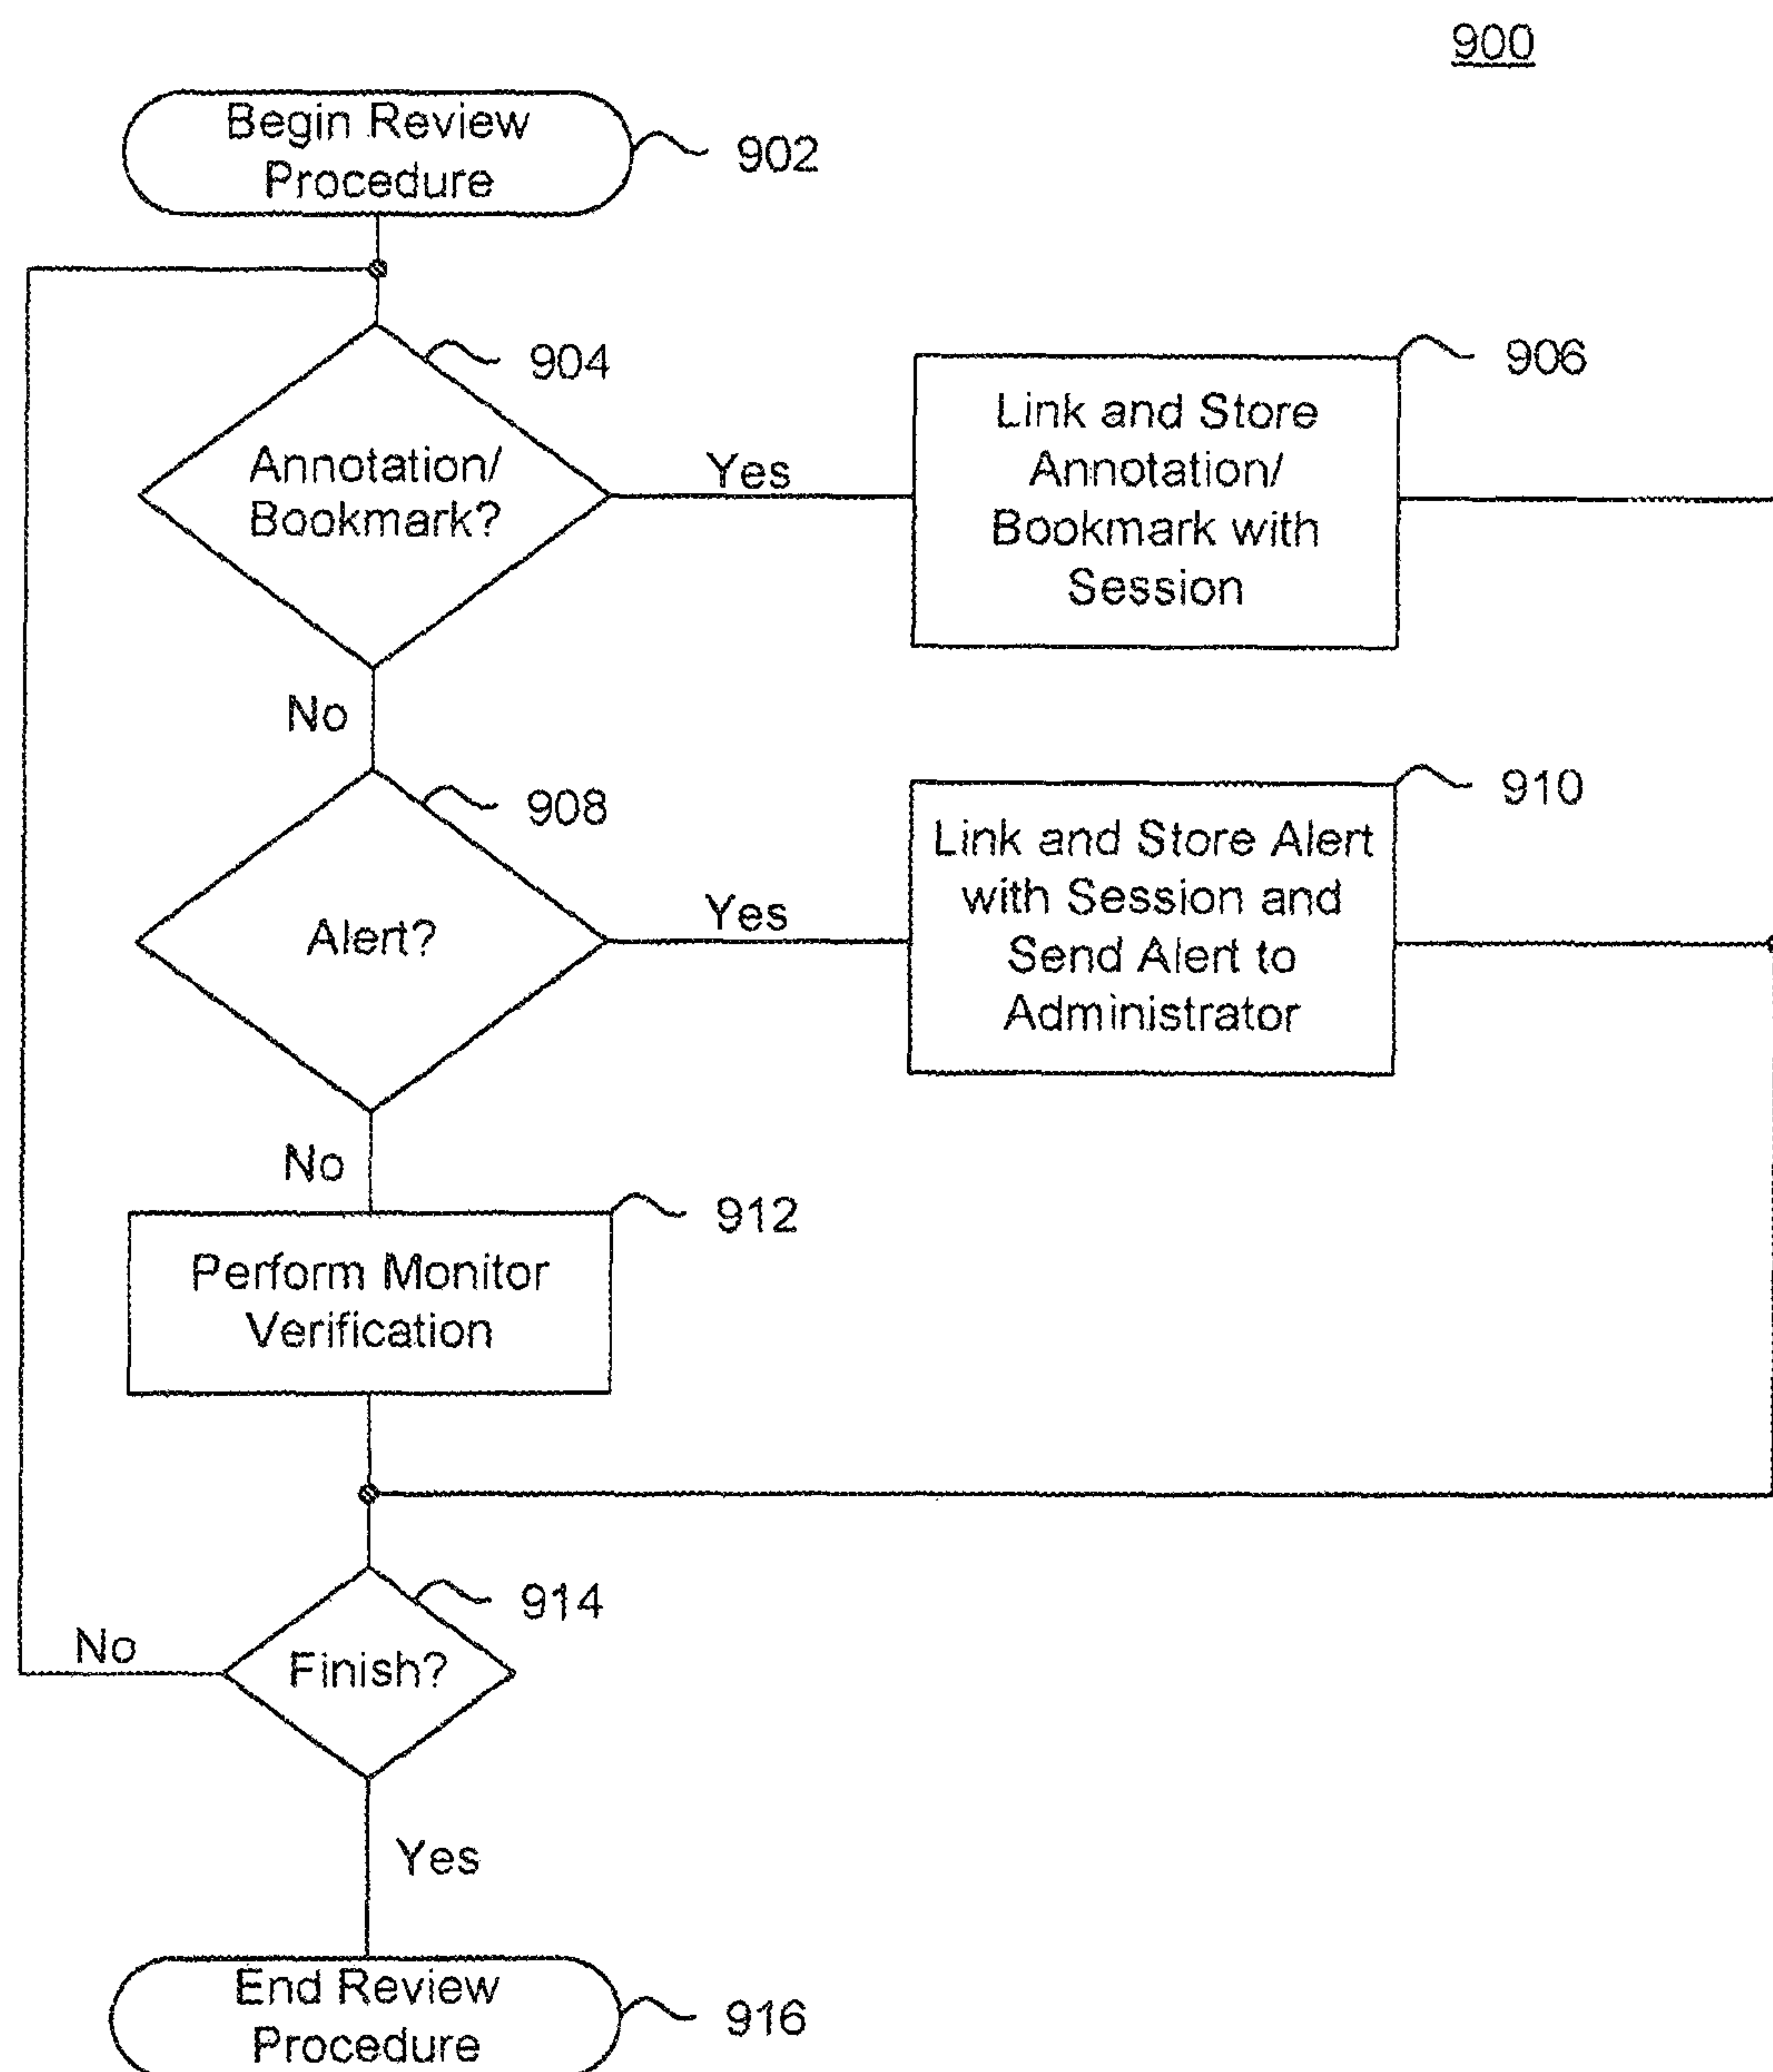 900
Begin Review
Procedure
902
904
Annotation/
Bookmark?
Yes
906
Link and Store
Annotation/
Bookmark with
Session
No
908
Alert?
Yes
910
Link and Store Alert
with Session and
Send Alert to
Administrator
No
912
Perform Monitor
Verification
914
Finish?
No
Yes
End Review
Procedure
916